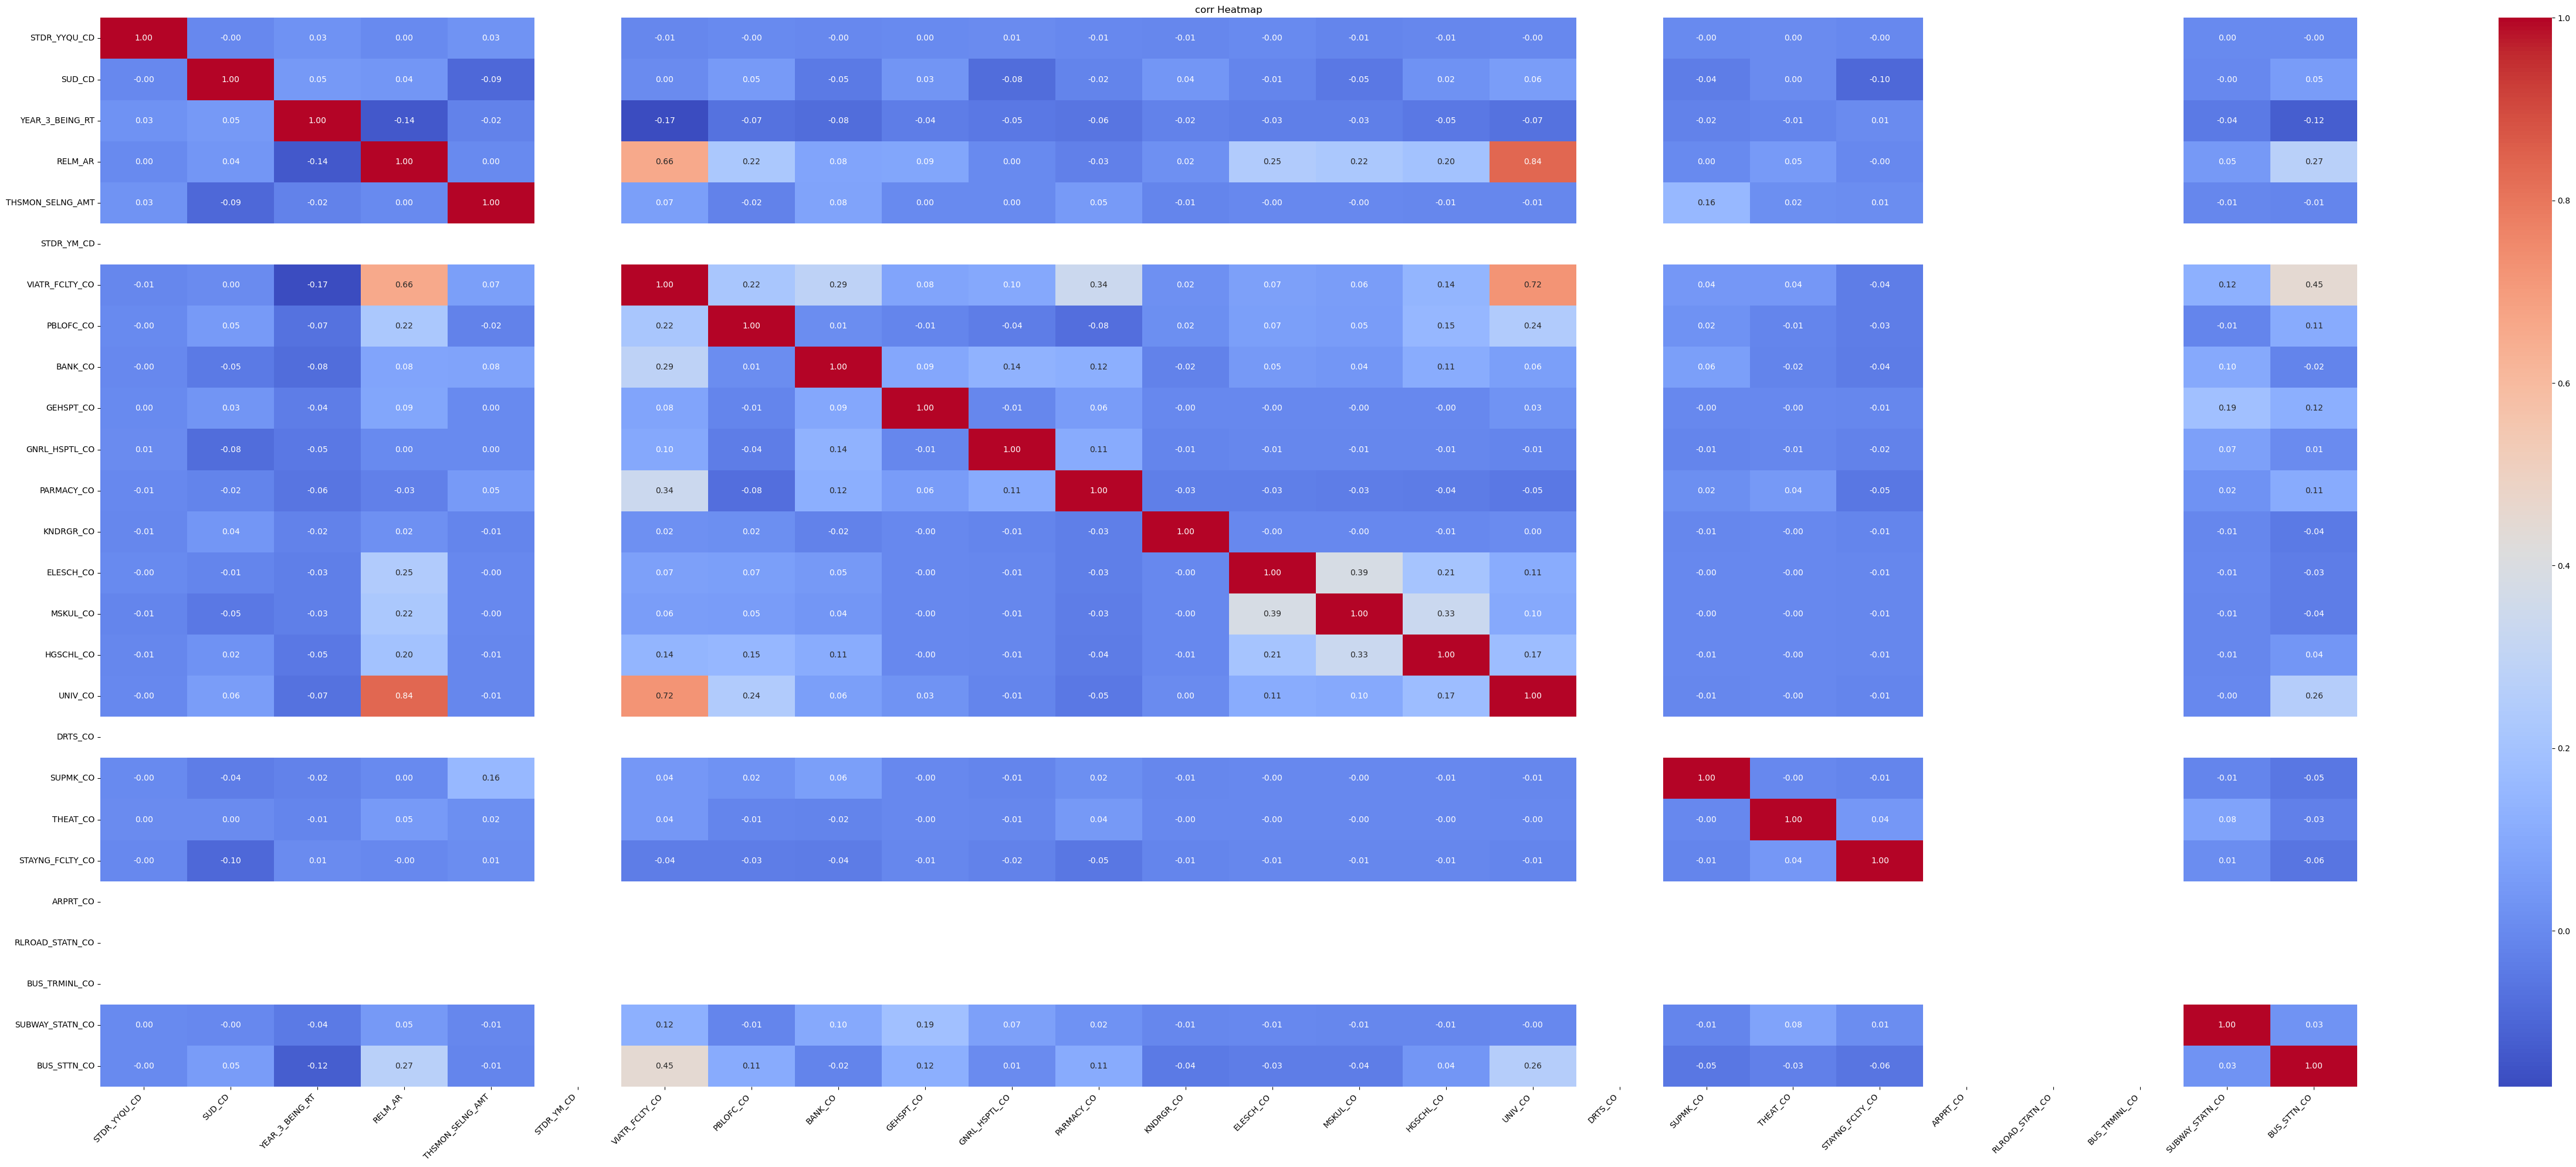 corr Heatmap
STDR_YYQU_CD 1.00 -0.00 0.03 0.00 0.03 -0.01 -0.00 -0.00 0.00 0.01 -0.01 -0.01 -0.00 -0.01 -0.01 -0.00 -0.00 0.00 -0.00 0.00 -0.00
SUD_CD -0.00 1.00 0.05 0.04 -0.09 0.00 0.05 -0.05 0.03 -0.08 -0.02 0.04 -0.01 -0.05 0.02 0.06 -0.04 0.00 -0.10 -0.00 0.05
YEAR_3_BEING_RT 0.03 0.05 1.00 -0.14 -0.02 -0.17 -0.07 -0.08 -0.04 -0.05 -0.06 -0.02 -0.03 -0.03 -0.05 -0.07 -0.02 -0.01 0.01 -0.04 -0.12
RELM_AR 0.00 0.04 -0.14 1.00 0.00 0.66 0.22 0.08 0.09 0.00 -0.03 0.02 0.25 0.22 0.20 0.84 0.00 0.05 -0.00 0.05 0.27
THSMON_SELNG_AMT 0.03 -0.09 -0.02 0.00 1.00 0.07 -0.02 0.08 0.00 0.00 0.05 -0.01 -0.00 -0.00 -0.01 -0.01 0.16 0.02 0.01 -0.01 -0.01
STDR_YM_CD
VIATR_FCLTY_CO -0.01 0.00 -0.17 0.66 0.07 1.00 0.22 0.29 0.08 0.10 0.34 0.02 0.07 0.06 0.14 0.72 0.04 0.04 -0.04 0.12 0.45
PBLOFC_CO -0.00 0.05 -0.07 0.22 -0.02 0.22 1.00 0.01 -0.01 -0.04 -0.08 0.02 0.07 0.05 0.15 0.24 0.02 -0.01 -0.03 -0.01 0.11
BANK_CO -0.00 -0.05 -0.08 0.08 0.08 0.29 0.01 1.00 0.09 0.14 0.12 -0.02 0.05 0.04 0.11 0.06 0.06 -0.02 -0.04 0.10 -0.02
GEHSPT_CO 0.00 0.03 -0.04 0.09 0.00 0.08 -0.01 0.09 1.00 -0.01 0.06 -0.00 -0.00 -0.00 -0.00 0.03 -0.00 -0.00 -0.01 0.19 0.12
GNRL_HSPTL_CO 0.01 -0.08 -0.05 0.00 0.00 0.10 -0.04 0.14 -0.01 1.00 0.11 -0.01 -0.01 -0.01 -0.01 -0.01 -0.01 -0.01 -0.02 0.07 0.01
PARMACY_CO -0.01 -0.02 -0.06 -0.03 0.05 0.34 -0.08 0.12 0.06 0.11 1.00 -0.03 -0.03 -0.03 -0.04 -0.05 0.02 0.04 -0.05 0.02 0.11
KNDRGR_CO -0.01 0.04 -0.02 0.02 -0.01 0.02 0.02 -0.02 -0.00 -0.01 -0.03 1.00 -0.00 -0.00 -0.01 0.00 -0.01 -0.00 -0.01 -0.01 -0.04
ELESCH_CO -0.00 -0.01 -0.03 0.25 -0.00 0.07 0.07 0.05 -0.00 -0.01 -0.03 -0.00 1.00 0.39 0.21 0.11 -0.00 -0.00 -0.01 -0.01 -0.03
MSKUL_CO -0.01 -0.05 -0.03 0.22 -0.00 0.06 0.05 0.04 -0.00 -0.01 -0.03 -0.00 0.39 1.00 0.33 0.10 -0.00 -0.00 -0.01 -0.01 -0.04
HGSCHL_CO -0.01 0.02 -0.05 0.20 -0.01 0.14 0.15 0.11 -0.00 -0.01 -0.04 -0.01 0.21 0.33 1.00 0.17 -0.01 -0.00 -0.01 -0.01 0.04
UNIV_CO -0.00 0.06 -0.07 0.84 -0.01 0.72 0.24 0.06 0.03 -0.01 -0.05 0.00 0.11 0.10 0.17 1.00 -0.01 -0.00 -0.01 -0.00 0.26
DRTS_CO
SUPMK_CO -0.00 -0.04 -0.02 0.00 0.16 0.04 0.02 0.06 -0.00 -0.01 0.02 -0.01 -0.00 -0.00 -0.01 -0.01 1.00 -0.00 -0.01 -0.01 -0.05
THEAT_CO 0.00 0.00 -0.01 0.05 0.02 0.04 -0.01 -0.02 -0.00 -0.01 0.04 -0.00 -0.00 -0.00 -0.00 -0.00 -0.00 1.00 0.04 0.08 -0.03
STAYNG_FCLTY_CO -0.00 -0.10 0.01 -0.00 0.01 -0.04 -0.03 -0.04 -0.01 -0.02 -0.05 -0.01 -0.01 -0.01 -0.01 -0.01 -0.01 0.04 1.00 0.01 -0.06
ARPRT_CO
RLROAD_STATN_CO
BUS_TRMINL_CO
SUBWAY_STATN_CO 0.00 -0.00 -0.04 0.05 -0.01 0.12 -0.01 0.10 0.19 0.07 0.02 -0.01 -0.01 -0.01 -0.01 -0.00 -0.01 0.08 0.01 1.00 0.03
BUS_STTN_CO -0.00 0.05 -0.12 0.27 -0.01 0.45 0.11 -0.02 0.12 0.01 0.11 -0.04 -0.03 -0.04 0.04 0.26 -0.05 -0.03 -0.06 0.03 1.00
STDR_YYQU_CD SUD_CD YEAR_3_BEING_RT RELM_AR THSMON_SELNG_AMT STDR_YM_CD VIATR_FCLTY_CO PBLOFC_CO BANK_CO GEHSPT_CO GNRL_HSPTL_CO PARMACY_CO KNDRGR_CO ELESCH_CO MSKUL_CO HGSCHL_CO UNIV_CO DRTS_CO SUPMK_CO THEAT_CO STAYNG_FCLTY_CO ARPRT_CO RLROAD_STATN_CO BUS_TRMINL_CO SUBWAY_STATN_CO BUS_STTN_CO
1.0
0.8
0.6
0.4
0.2
0.0